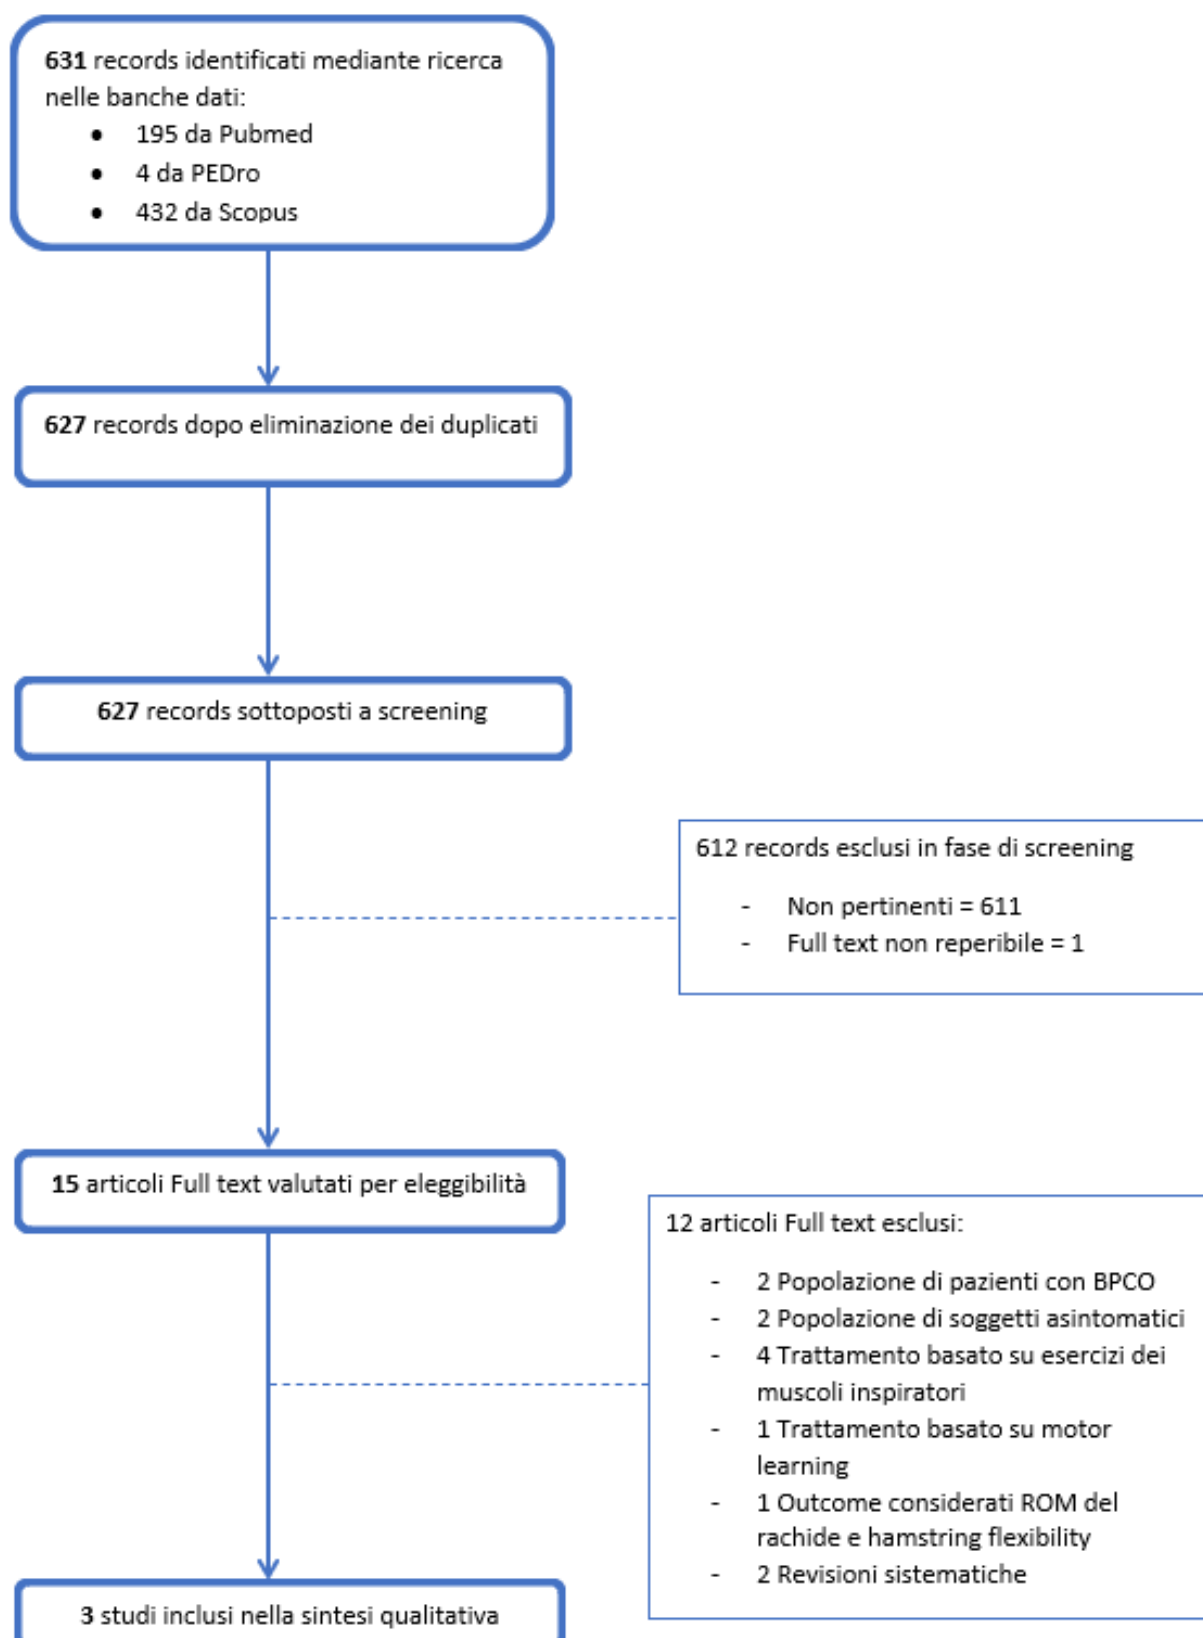 631 records identificati mediante ricerca
nelle banche dati:
• 195 da Pubmed
• 4 da PEDro
• 432 da Scopus
627 records dopo eliminazione dei duplicati
627 records sottoposti a screening
612 records esclusi in fase di screening
- Non pertinenti = 611
- Full text non reperibile = 1
15 articoli Full text valutati per eleggibilità
12 articoli Full text esclusi:
- 2 Popolazione di pazienti con BPCO
- 2 Popolazione di soggetti asintomatici
- 4 Trattamento basato su esercizi dei
muscoli inspiratori
- 1 Trattamento basato su motor
learning
- 1 Outcome considerati ROM del
rachide e hamstring flexibility
- 2 Revisioni sistematiche
3 studi inclusi nella sintesi qualitativa